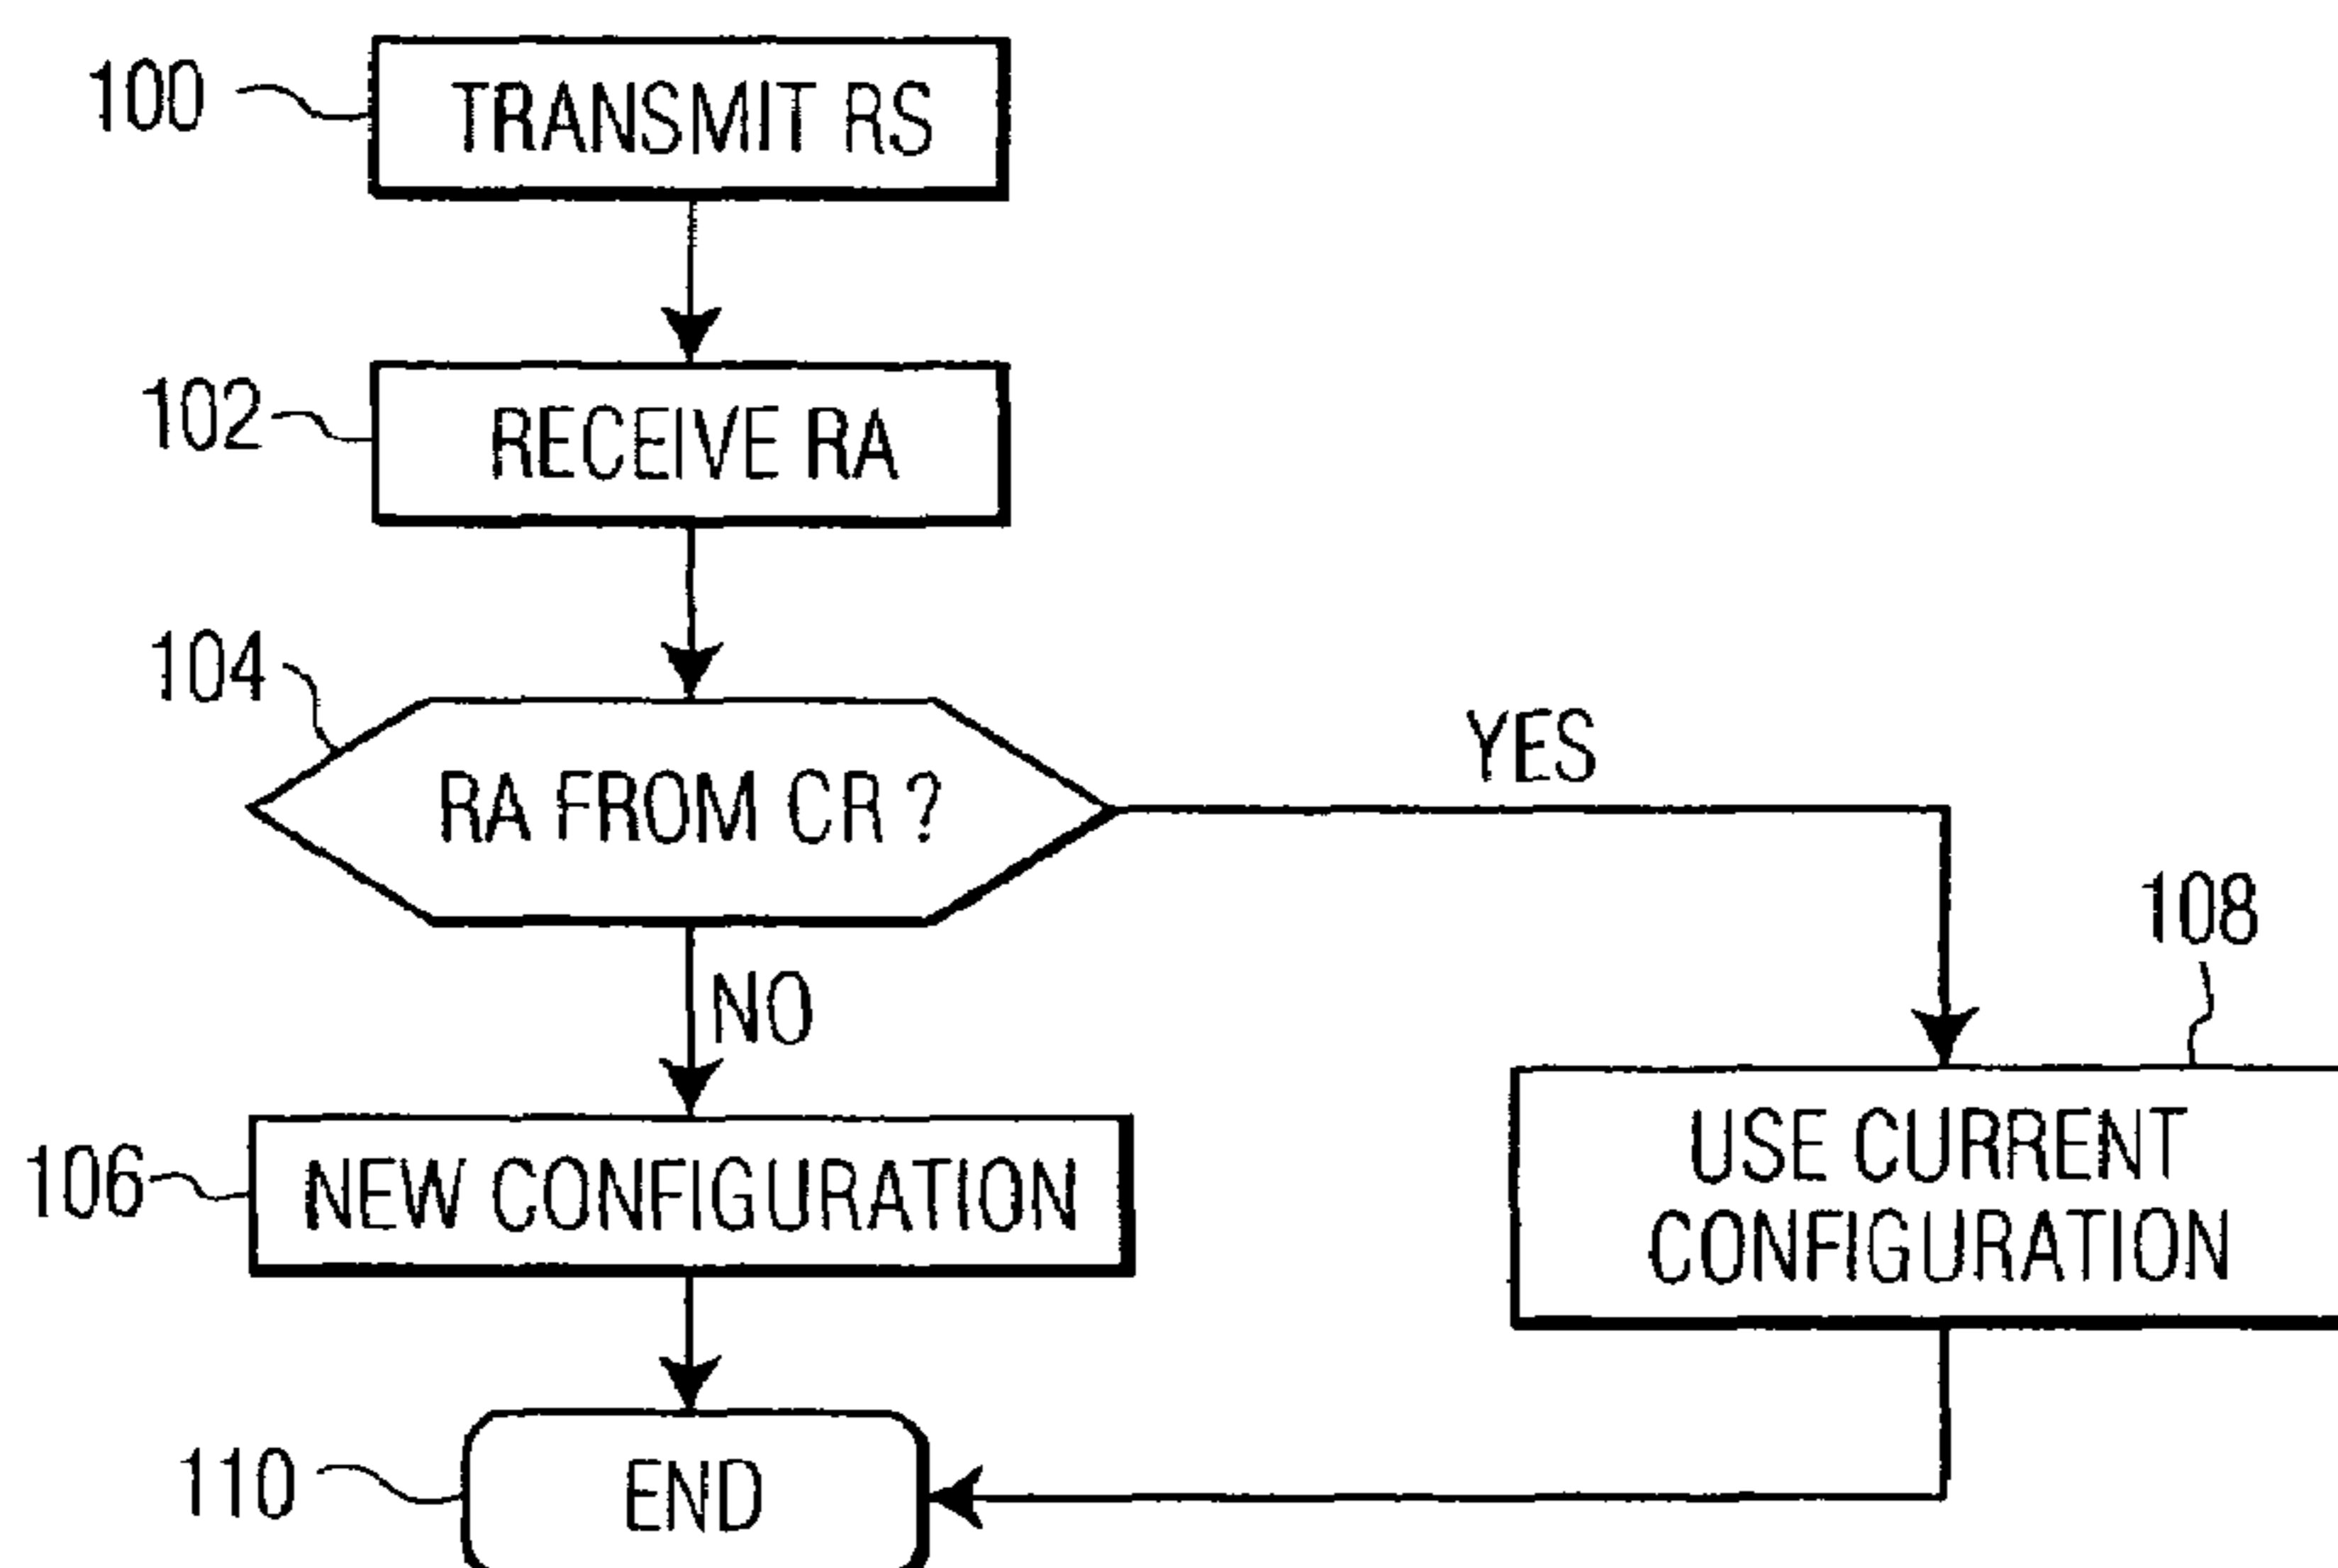 100
TRANSMIT RS
102
RECEIVE RA
104
RA FROM CR ?
YES
NO
108
106
NEW CONFIGURATION
USE CURRENT
CONFIGURATION
110
END